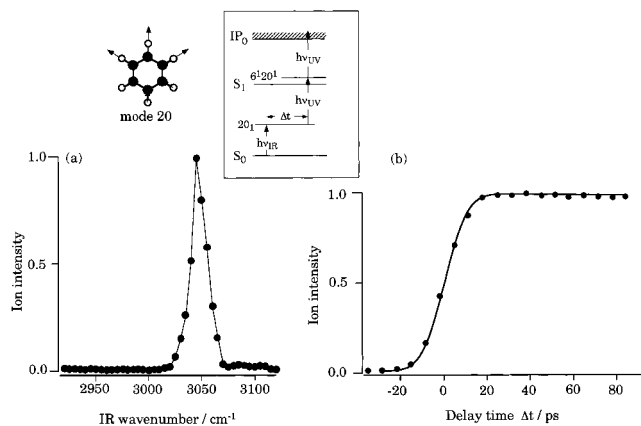 mode 20
IP₀
hνUV
6¹20¹
S₁
hνUV
Δt
20₁
hνIR
S₀
(a)
1.0
0.5
0.0
Ion intensity
2950
3000
3050
3100
IR wavenumber / cm⁻¹
(b)
1.0
0.5
0.0
Ion intensity
-20
0
20
40
60
80
Delay time Δt / ps